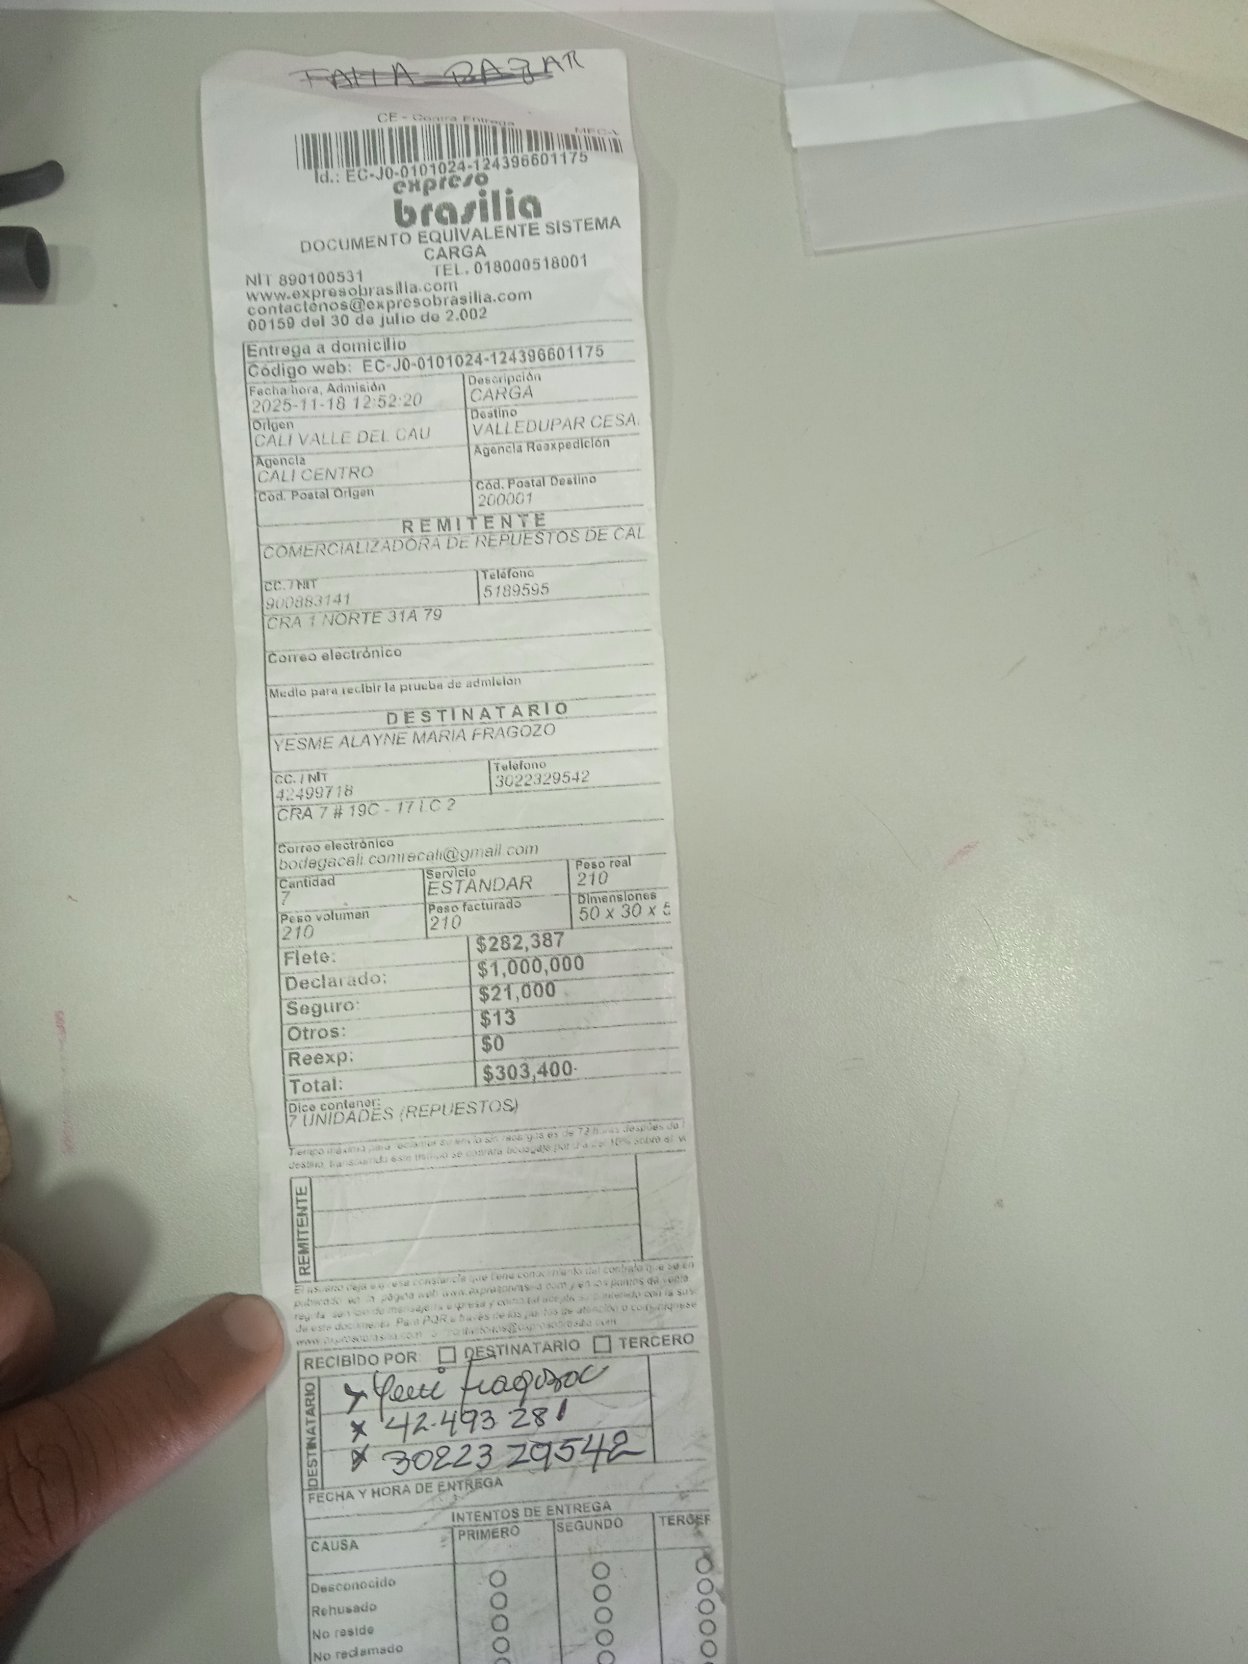 FALTA PAGAR
CE - Contra Entrega
MECA
Id.: EC-J0-0101024-124396601175
expreso
brasilia
DOCUMENTO EQUIVALENTE SISTEMA
CARGA
NIT 890100531 TEL. 018000518001
www.expresobrasilia.com
contactenos@expresobrasilia.com
00159 del 30 de julio de 2.002
Entrega a domicilio
Código web: EC-J0-0101024-124396601175
Fecha/hora, Admisión Descripción
2025-11-18 12:52:20 CARGA
Origen Destino
CALI VALLE DEL CAU VALLEDUPAR CESA
Agencia Agencia Reexpedición
CALI CENTRO
Cod. Postal Origen Cód. Postal Destino
200001
REMITENTE
COMERCIALIZADORA DE REPUESTOS DE CAL
CC. / NIT Teléfono
900883141 5189595
CRA 1 NORTE 31A 79
Correo electrónico
Medio para recibir la prueba de admision
DESTINATARIO
YESME ALAYNE MARIA FRAGOZO
CC. / NIT Telefono
42499718 3022329542
CRA 7 # 19C - 17 LC 2
Correo electrónico
bodegacali.comrecali@gmail.com
Cantidad Servicio Peso real
7 ESTANDAR 210
Peso volumen Peso facturado Dimensiones
210 210 50 x 30 x 5
Flete: $282,387
Declarado: $1,000,000
Seguro: $21,000
Otros: $13
Reexp: $0
Total: $303,400
Dice contener:
7 UNIDADES (REPUESTOS)
REMITENTE
RECIBIDO POR: DESTINATARIO TERCERO
DESTINATARIO
42.493 281
3022329542
FECHA Y HORA DE ENTREGA
INTENTOS DE ENTREGA
CAUSA PRIMERO SEGUNDO TERCER
Desconocido
Rehusado
No reside
No reclamado